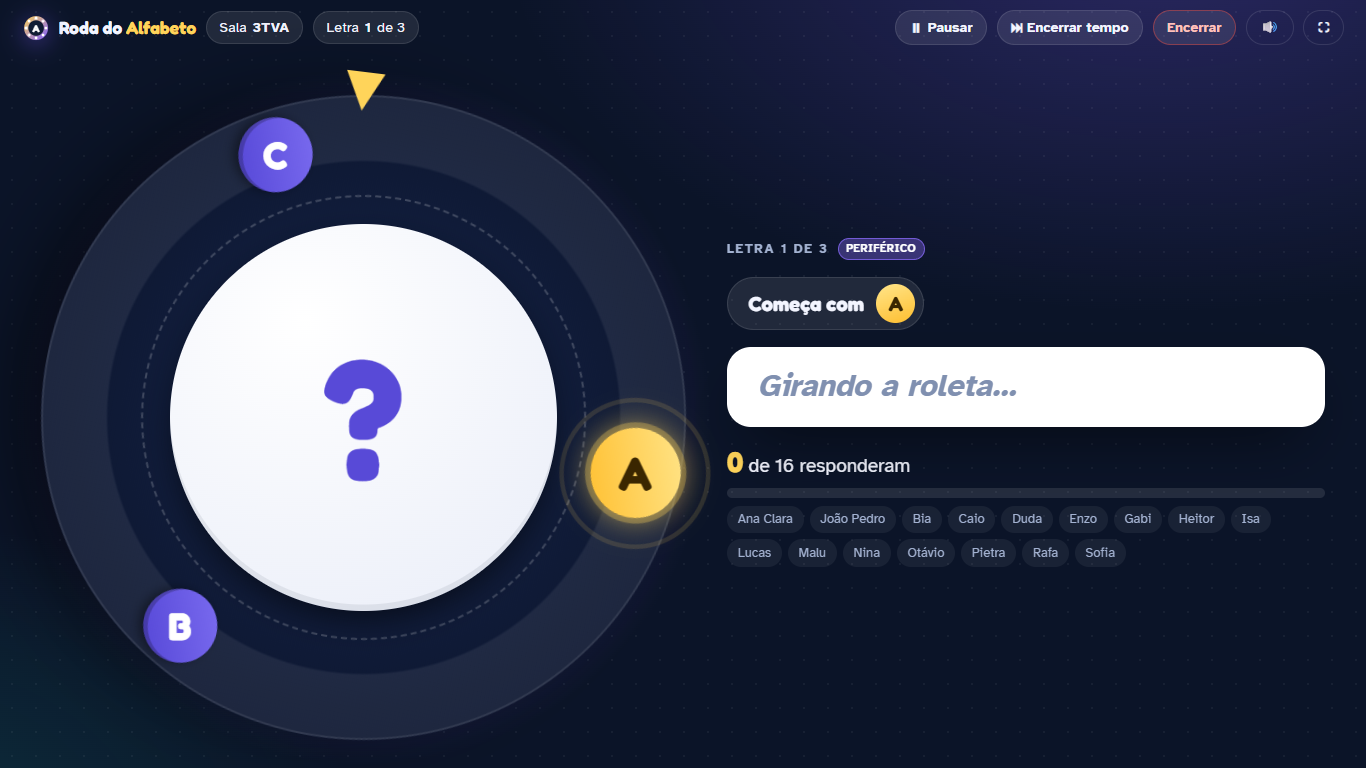 A Roda do Alfabeto Sala 3TVA Letra 1 de 3 Pausar Encerrar tempo Encerrar
C
LETRA 1 DE 3 PERIFÉRICO
Começa com A
Girando a roleta...
?
A
0 de 16 responderam
Ana Clara João Pedro Bia Caio Duda Enzo Gabi Heitor Isa
Lucas Malu Nina Otávio Pietra Rafa Sofia
B